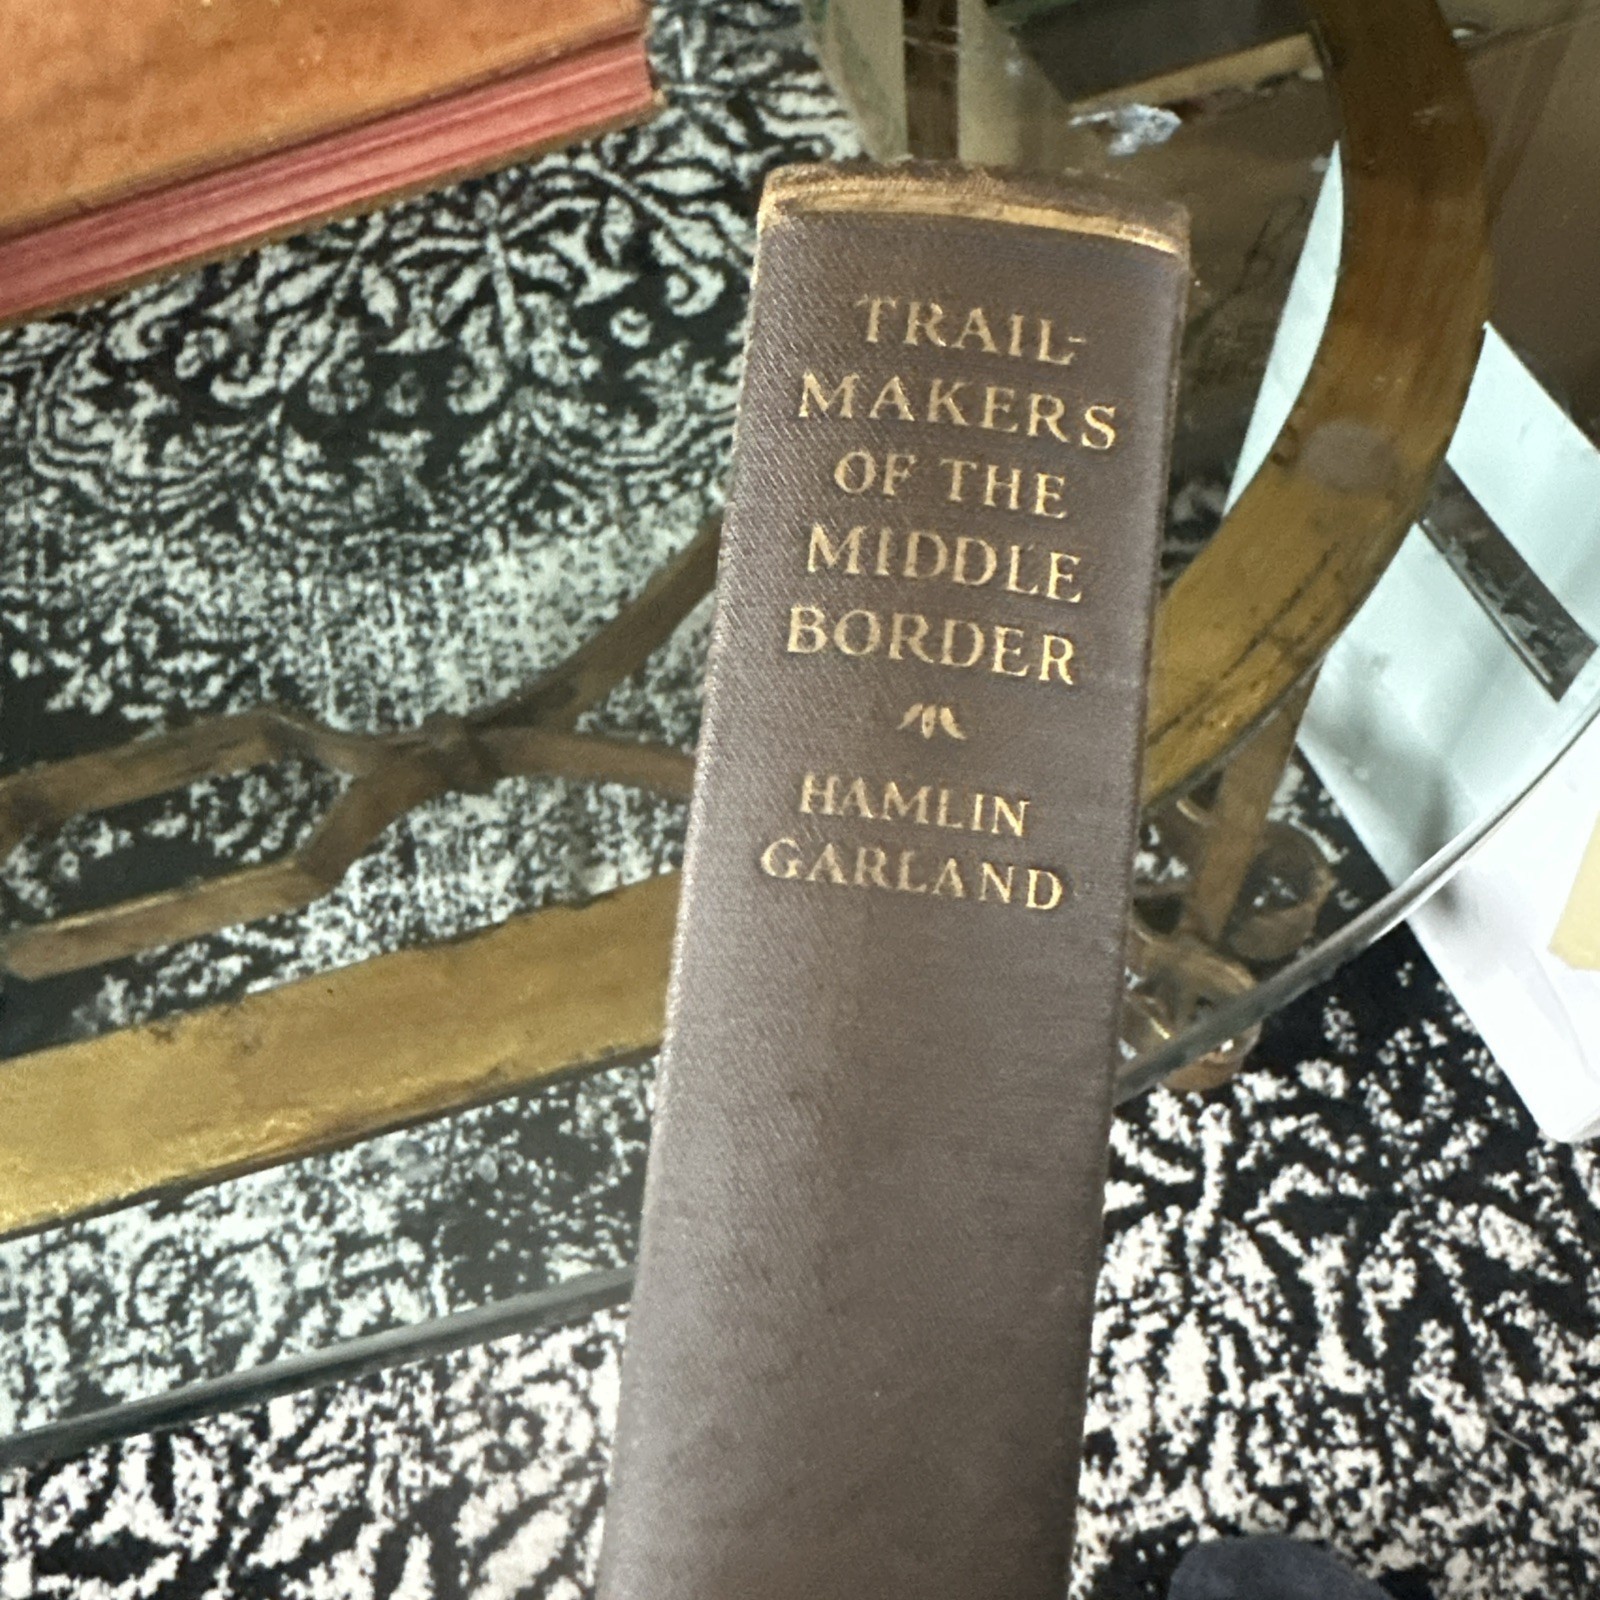 TRAIL-
MAKERS
OF THE
MIDDLE
BORDER
HAMLIN
GARLAND